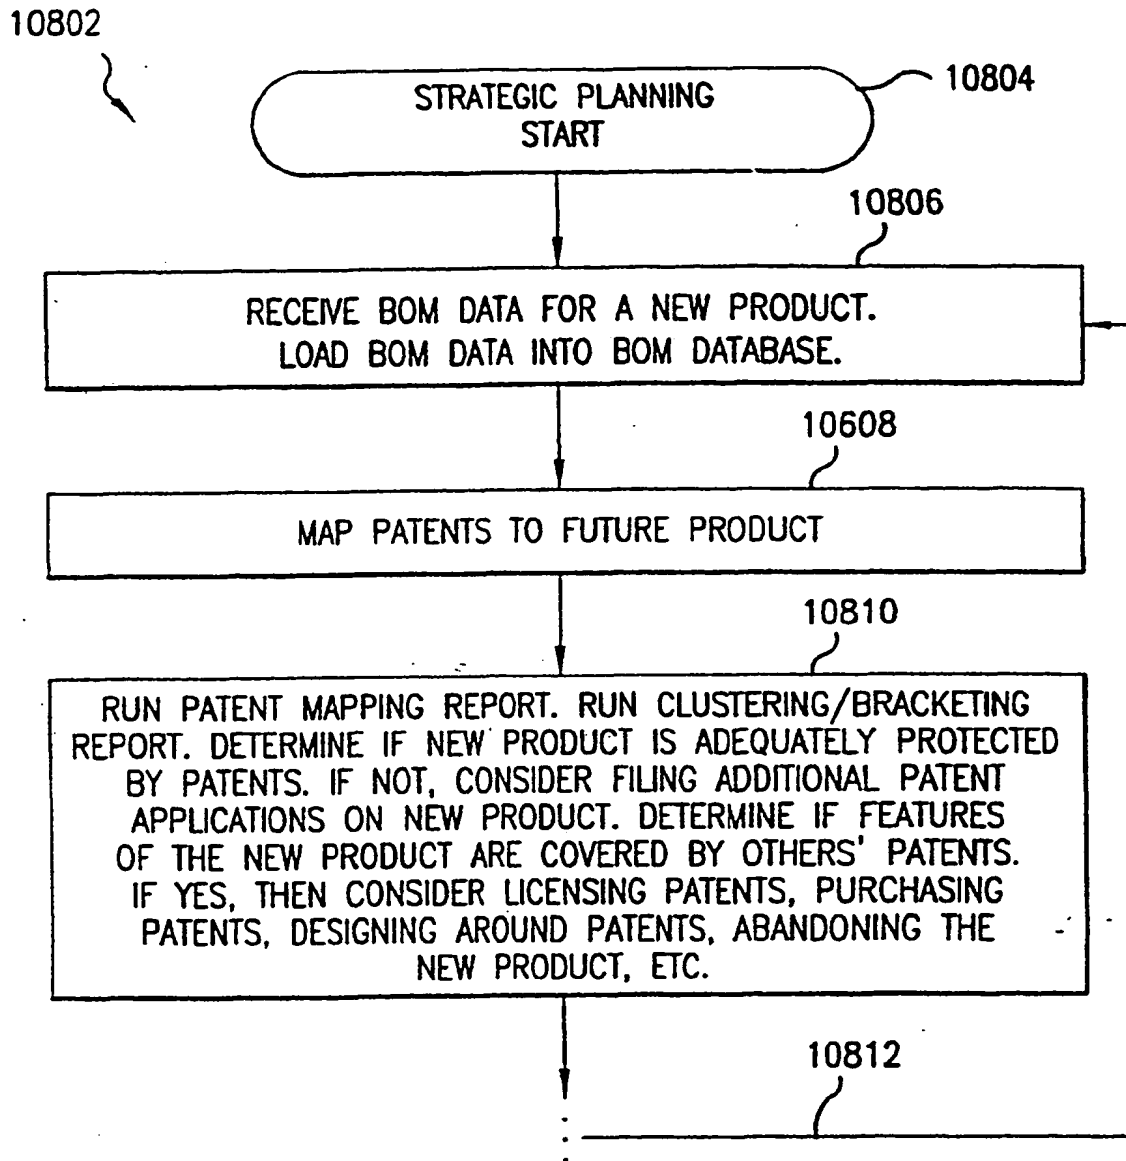 10802
STRATEGIC PLANNING
START
10804
10806
RECEIVE BOM DATA FOR A NEW PRODUCT.
LOAD BOM DATA INTO BOM DATABASE.
10608
MAP PATENTS TO FUTURE PRODUCT
10810
RUN PATENT MAPPING REPORT. RUN CLUSTERING/BRACKETING
REPORT. DETERMINE IF NEW PRODUCT IS ADEQUATELY PROTECTED
BY PATENTS. IF NOT, CONSIDER FILING ADDITIONAL PATENT
APPLICATIONS ON NEW PRODUCT. DETERMINE IF FEATURES
OF THE NEW PRODUCT ARE COVERED BY OTHERS' PATENTS.
IF YES, THEN CONSIDER LICENSING PATENTS, PURCHASING
PATENTS, DESIGNING AROUND PATENTS, ABANDONING THE
NEW PRODUCT, ETC.
10812